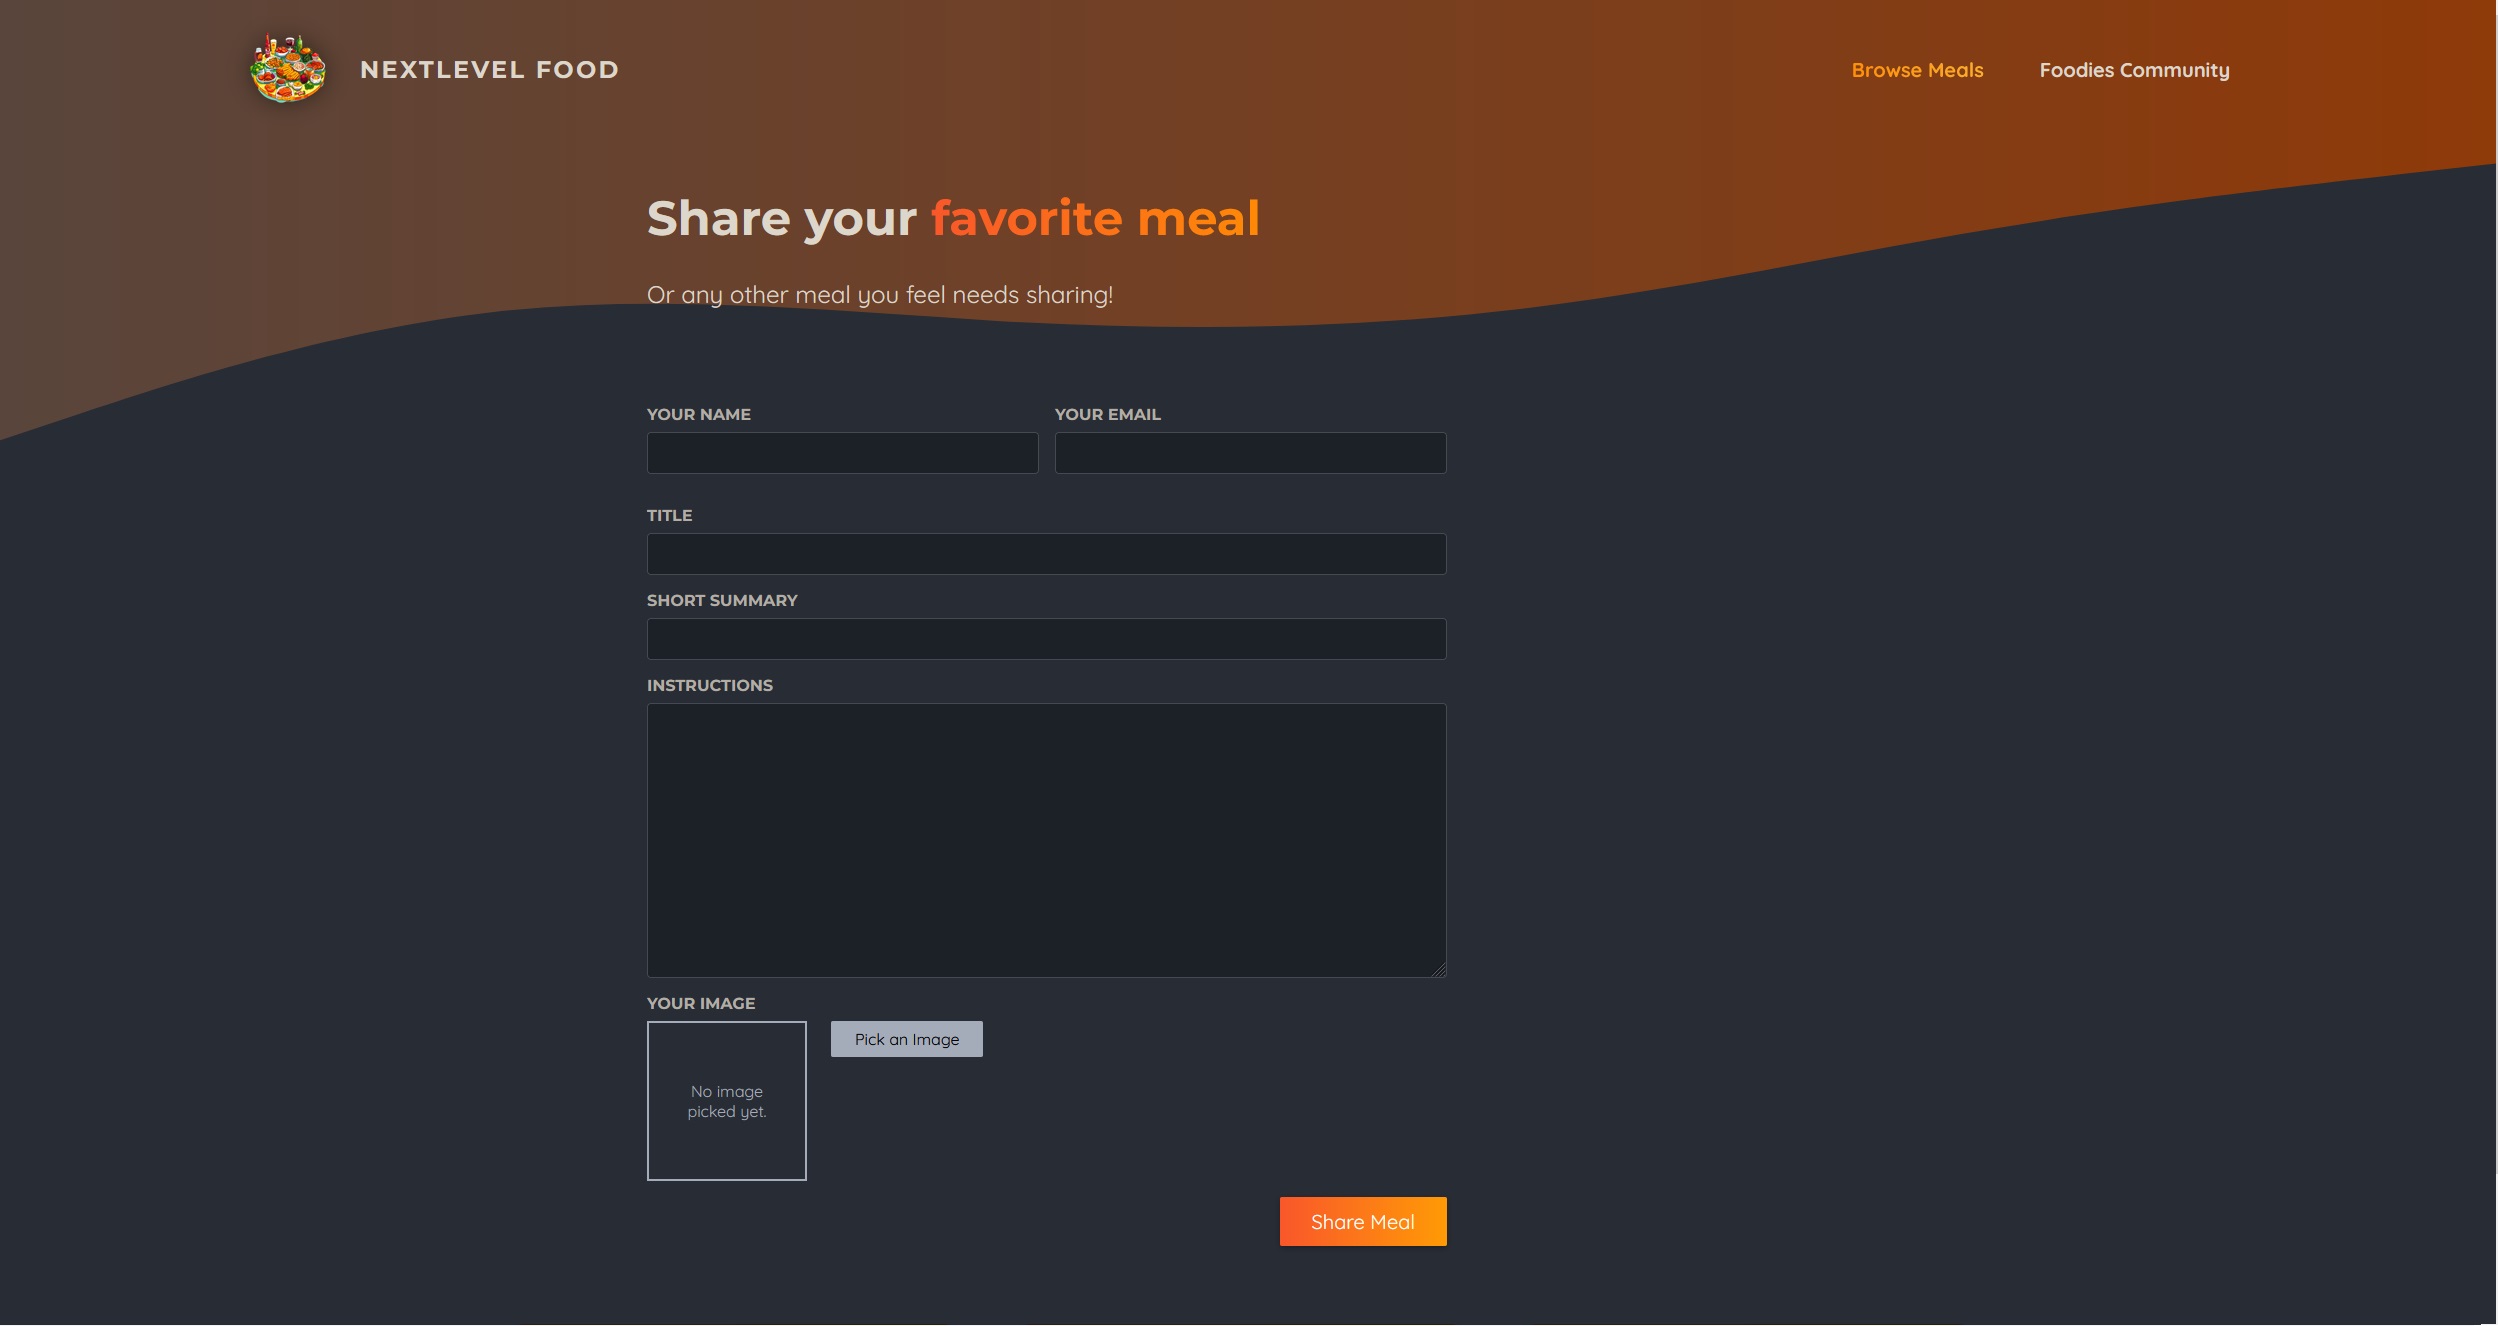 NEXTLEVEL FOOD
Browse Meals
Foodies Community
Share your favorite meal
Or any other meal you feel needs sharing!
YOUR NAME
YOUR EMAIL
TITLE
SHORT SUMMARY
INSTRUCTIONS
YOUR IMAGE
Pick an Image
No image
picked yet.
Share Meal